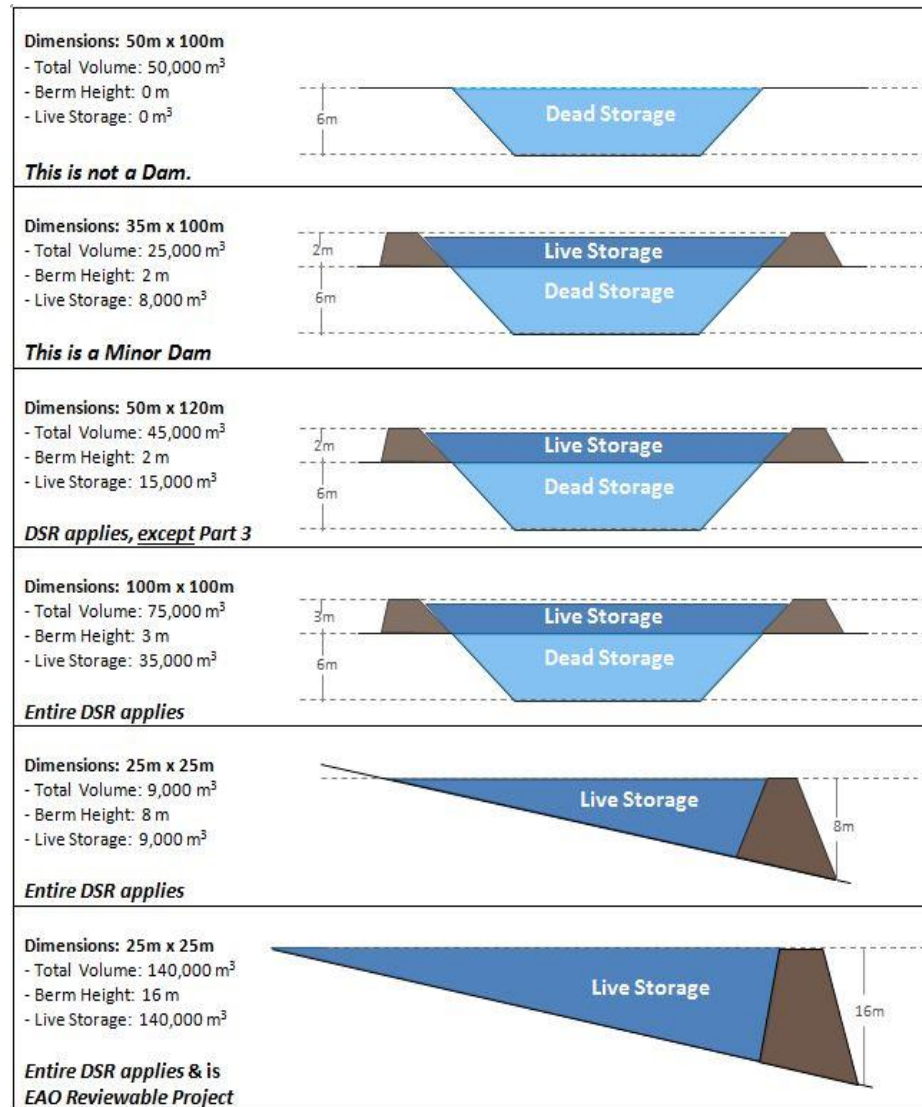 Dimensions: 50m x 100m
- Total Volume: 50,000 m³
- Berm Height: 0 m
- Live Storage: 0 m³
This is not a Dam.
6m
Dead Storage
Dimensions: 35m x 100m
- Total Volume: 25,000 m³
- Berm Height: 2 m
- Live Storage: 8,000 m³
This is a Minor Dam
2m
Live Storage
6m
Dead Storage
Dimensions: 50m x 120m
- Total Volume: 45,000 m³
- Berm Height: 2 m
- Live Storage: 15,000 m³
DSR applies, except Part 3
2m
Live Storage
6m
Dead Storage
Dimensions: 100m x 100m
- Total Volume: 75,000 m³
- Berm Height: 3 m
- Live Storage: 35,000 m³
Entire DSR applies
3m
Live Storage
6m
Dead Storage
Dimensions: 25m x 25m
- Total Volume: 9,000 m³
- Berm Height: 8 m
- Live Storage: 9,000 m³
Entire DSR applies
Live Storage
8m
Dimensions: 25m x 25m
- Total Volume: 140,000 m³
- Berm Height: 16 m
- Live Storage: 140,000 m³
Entire DSR applies & is
EAO Reviewable Project
Live Storage
16m